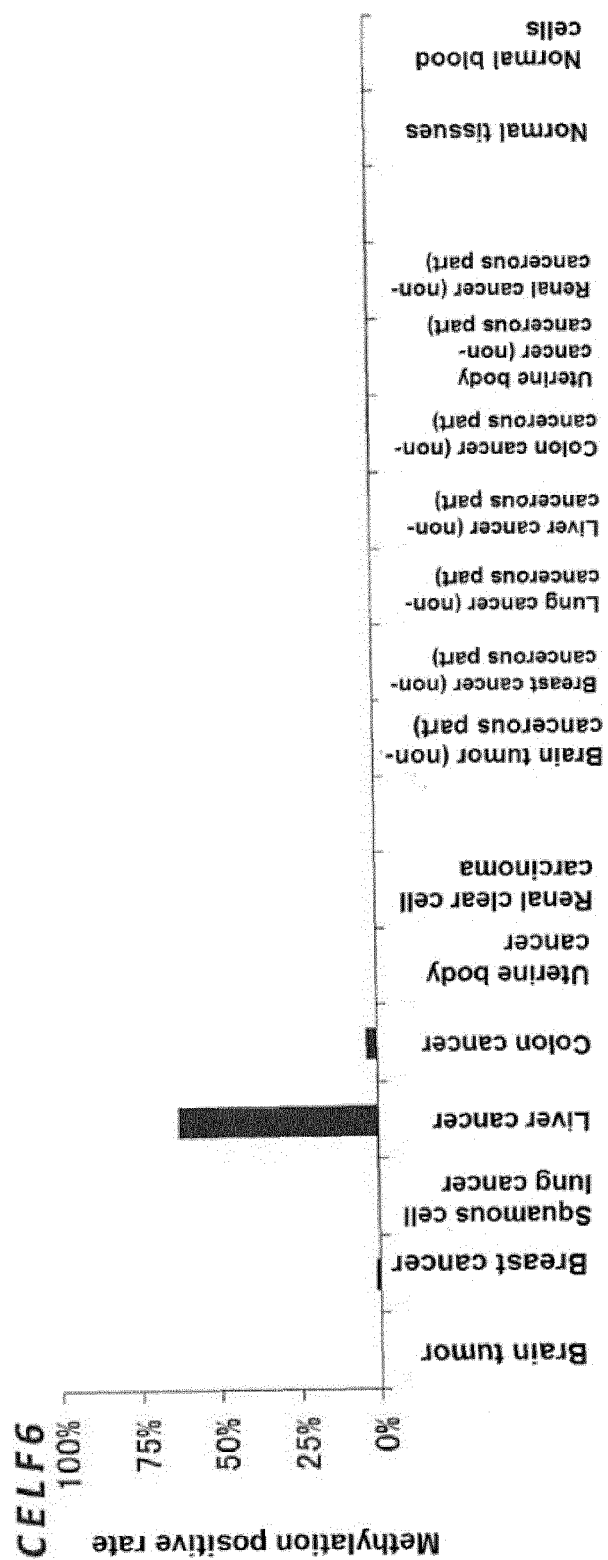 CELF6
Methylation positive rate
100%
75%
50%
25%
0%
Brain tumor
Breast cancer
Squamous cell
lung cancer
Liver cancer
Colon cancer
Uterine body
cancer
Renal clear cell
carcinoma
Brain tumor (non-
cancerous part)
Breast cancer (non-
cancerous part)
Lung cancer (non-
cancerous part)
Liver cancer (non-
cancerous part)
Colon cancer (non-
cancerous part)
Uterine body
cancer (non-
cancerous part)
Renal cancer (non-
cancerous part)
Normal tissues
Normal blood
cells